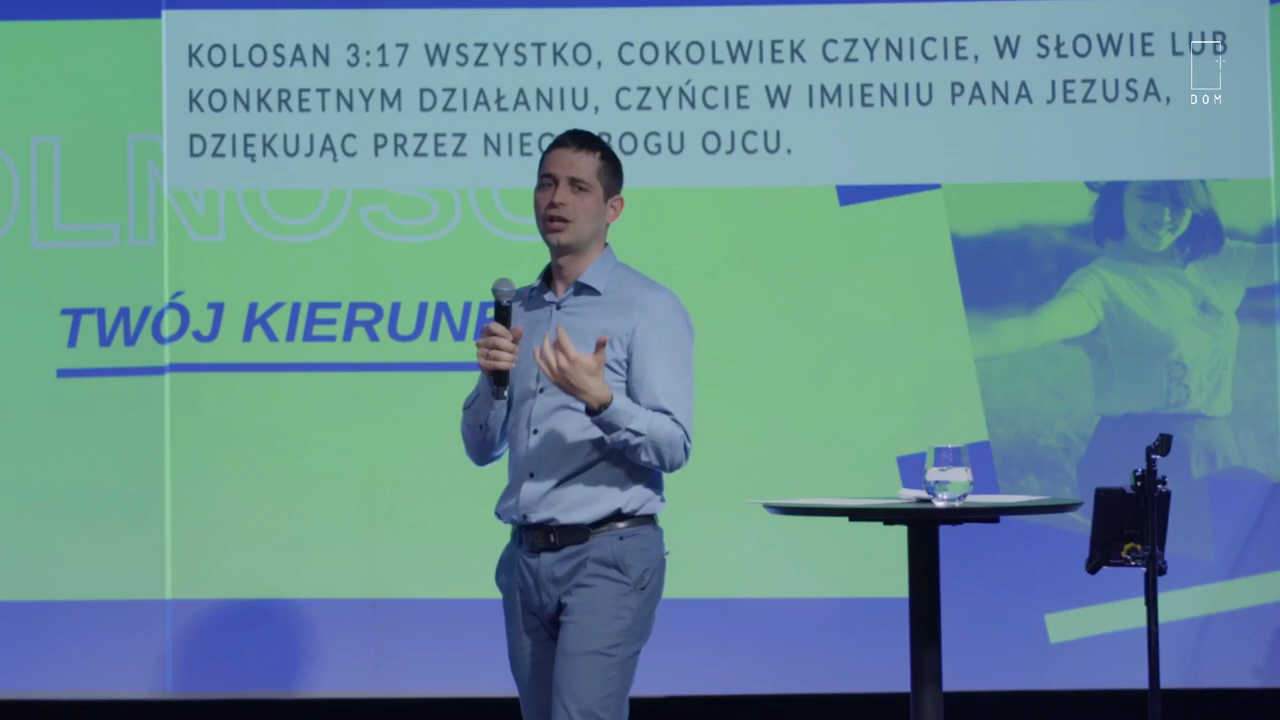 KOLOSAN 3:17 WSZYSTKO, COKOLWIEK CZYNICIE, W SŁOWIE LUB
KONKRETNYM DZIAŁANIU, CZYŃCIE W IMIENIU PANA JEZUSA,
DZIĘKUJĄC PRZEZ BOGU OJCU.
DOM
TWÓJ